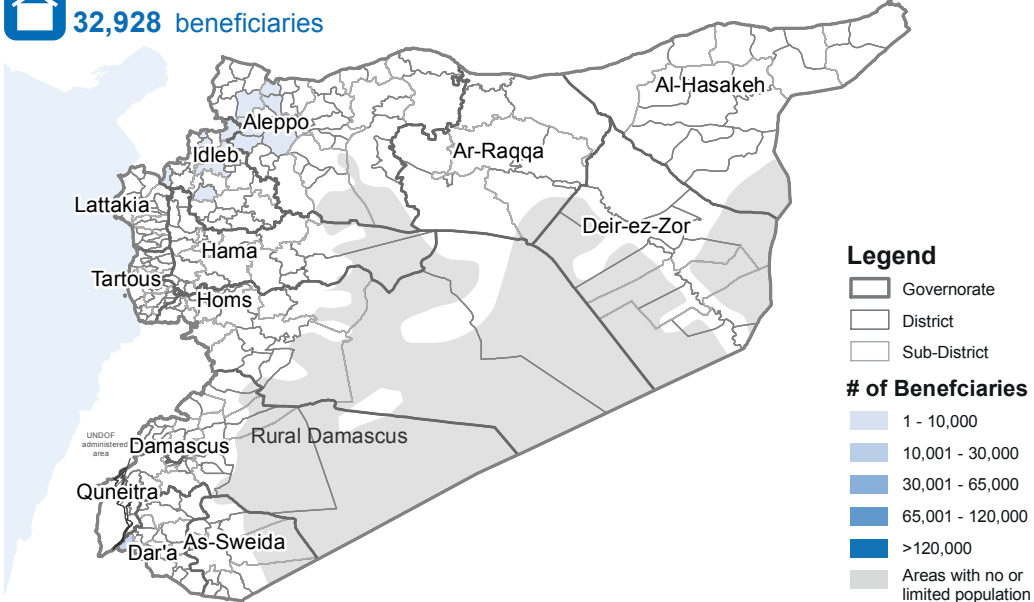 32,928 beneficiaries
Al-Hasakeh
Aleppo
Ar-Raqqa
Idleb
Lattakia
Deir-ez-Zor
Hama
Tartous
Homs
Rural Damascus
UNDOF
administered
area
Damascus
Quneitra
As-Sweida
Dar'a
Legend
Governorate
District
Sub-District
# of Benefciaries
1 - 10,000
10,001 - 30,000
30,001 - 65,000
65,001 - 120,000
>120,000
Areas with no or
limited population